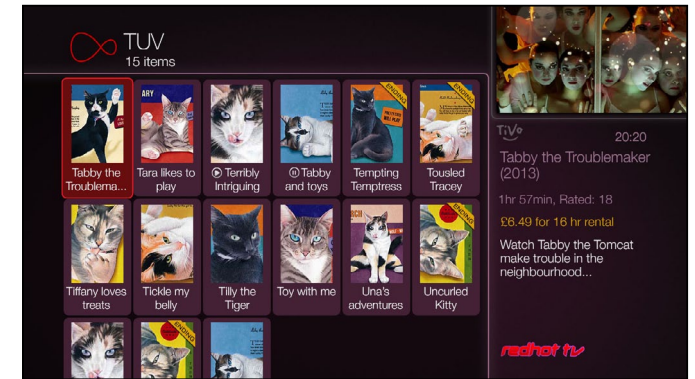 TUV
15 items
ARY
ENDING
WILL PLAY
ENDING
Tabby the
Troublema...
Tara likes to
play
Terribly
Intriguing
Tabby
and toys
Tempting
Temptress
Tousled
Tracey
ENDING
Tiffany loves
treats
Tickle my
belly
Tilly the
Tiger
Toy with me
Una's
adventures
Uncurled
Kitty
ENDING
TiVo
20:20
Tabby the Troublemaker
(2013)
1hr 57min, Rated: 18
£6.49 for 16 hr rental
Watch Tabby the Tomcat
make trouble in the
neighbourhood...
redhot tv